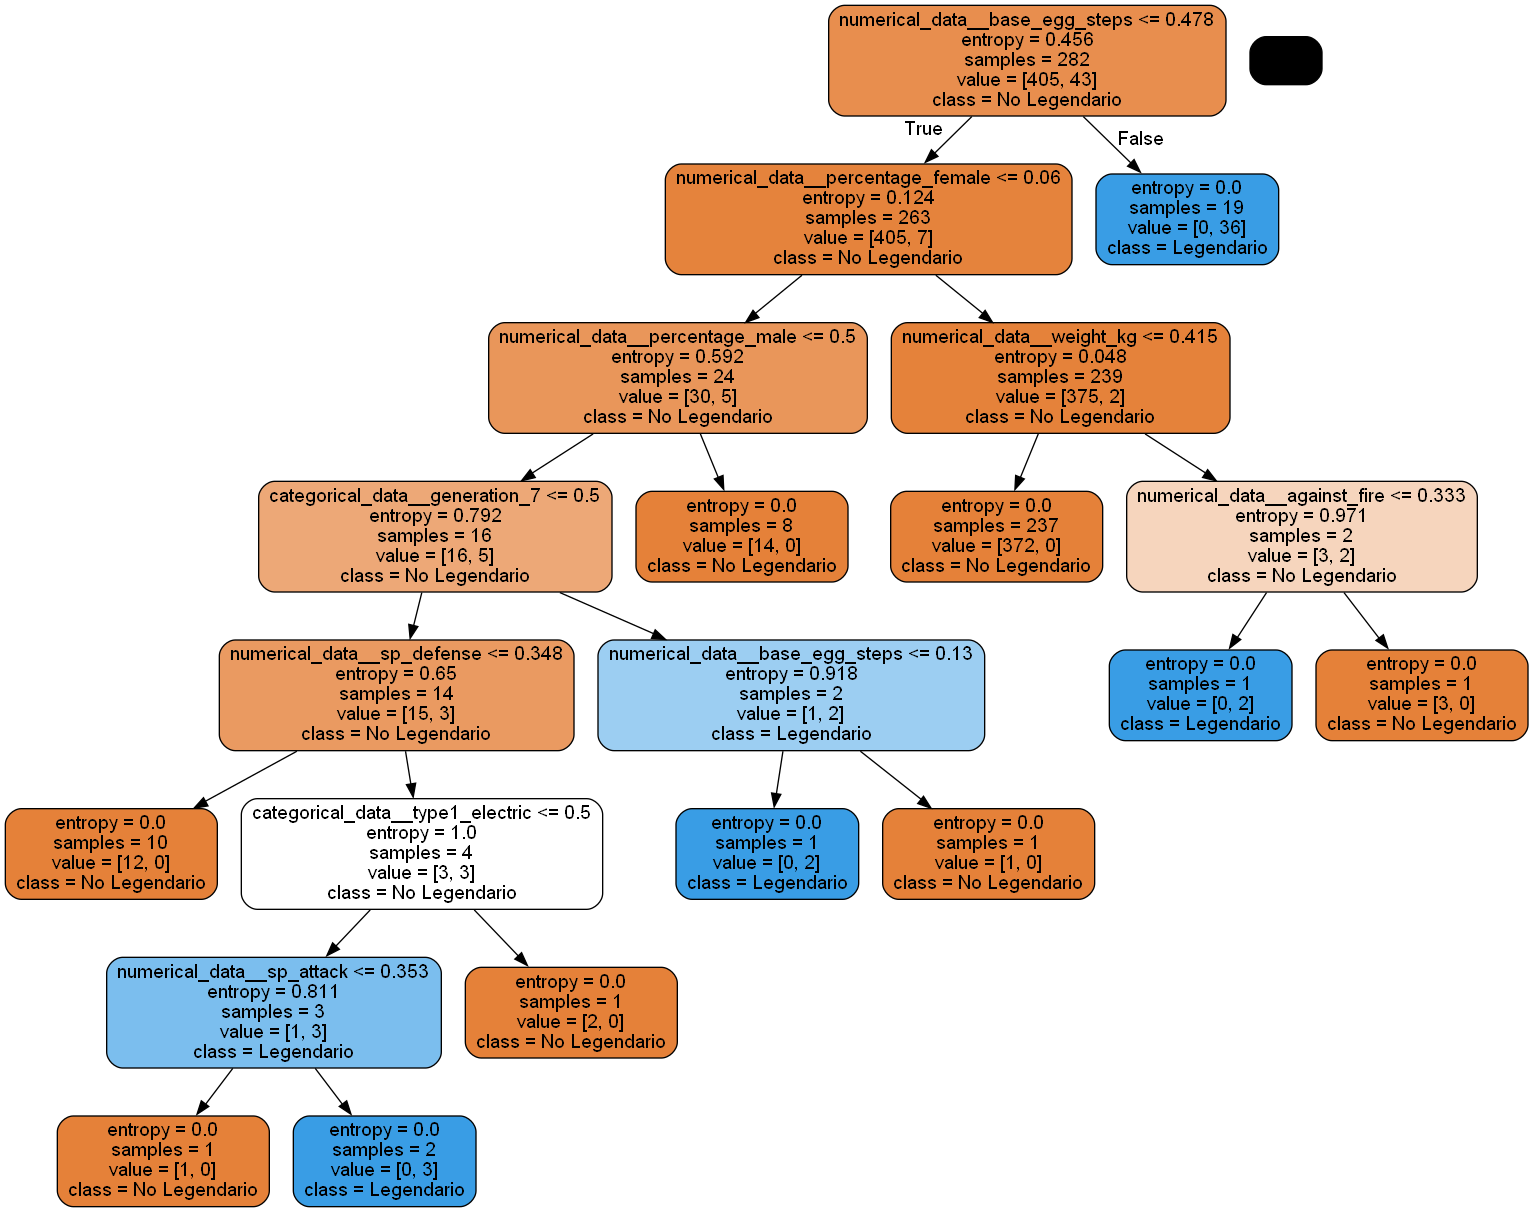 numerical_data__base_egg_steps <= 0.478
entropy = 0.456
samples = 282
value = [405, 43]
class = No Legendario
True
False
numerical_data__percentage_female <= 0.06
entropy = 0.124
samples = 263
value = [405, 7]
class = No Legendario
entropy = 0.0
samples = 19
value = [0, 36]
class = Legendario
numerical_data__percentage_male <= 0.5
entropy = 0.592
samples = 24
value = [30, 5]
class = No Legendario
numerical_data__weight_kg <= 0.415
entropy = 0.048
samples = 239
value = [375, 2]
class = No Legendario
categorical_data__generation_7 <= 0.5
entropy = 0.792
samples = 16
value = [16, 5]
class = No Legendario
entropy = 0.0
samples = 8
value = [14, 0]
class = No Legendario
entropy = 0.0
samples = 237
value = [372, 0]
class = No Legendario
numerical_data__against_fire <= 0.333
entropy = 0.971
samples = 2
value = [3, 2]
class = No Legendario
numerical_data__sp_defense <= 0.348
entropy = 0.65
samples = 14
value = [15, 3]
class = No Legendario
numerical_data__base_egg_steps <= 0.13
entropy = 0.918
samples = 2
value = [1, 2]
class = Legendario
entropy = 0.0
samples = 1
value = [0, 2]
class = Legendario
entropy = 0.0
samples = 1
value = [3, 0]
class = No Legendario
entropy = 0.0
samples = 10
value = [12, 0]
class = No Legendario
categorical_data__type1_electric <= 0.5
entropy = 1.0
samples = 4
value = [3, 3]
class = No Legendario
entropy = 0.0
samples = 1
value = [0, 2]
class = Legendario
entropy = 0.0
samples = 1
value = [1, 0]
class = No Legendario
numerical_data__sp_attack <= 0.353
entropy = 0.811
samples = 3
value = [1, 3]
class = Legendario
entropy = 0.0
samples = 1
value = [2, 0]
class = No Legendario
entropy = 0.0
samples = 1
value = [1, 0]
class = No Legendario
entropy = 0.0
samples = 2
value = [0, 3]
class = Legendario